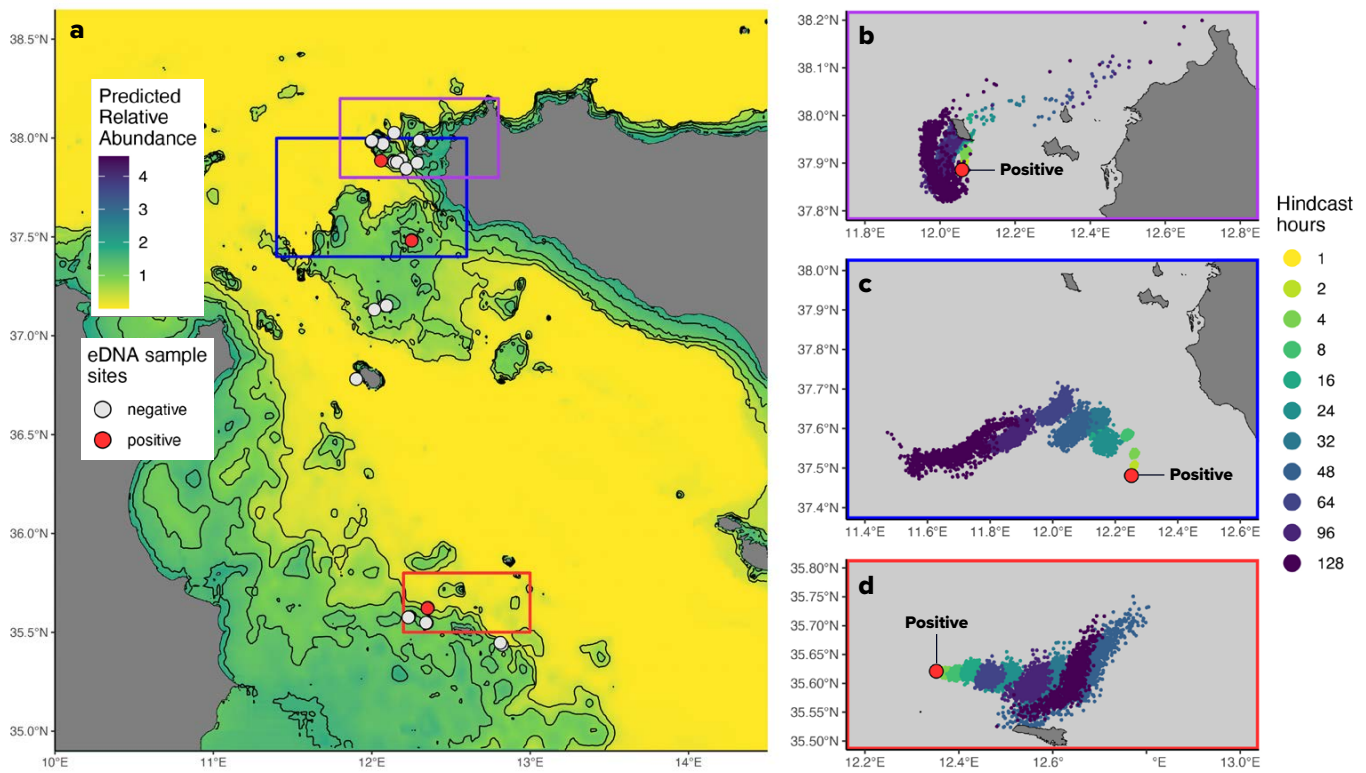 a
38.5°N
38.0°N
37.5°N
37.0°N
36.5°N
36.0°N
35.5°N
35.0°N
10°E
11°E
12°E
13°E
14°E
Predicted
Relative
Abundance
4
3
2
1
eDNA sample
sites
negative
positive
b
38.2°N
38.1°N
38.0°N
37.9°N
37.8°N
11.8°E
12.0°E
12.2°E
12.4°E
12.6°E
12.8°E
Positive
c
38.0°N
37.9°N
37.8°N
37.7°N
37.6°N
37.5°N
37.4°N
11.4°E
11.6°E
11.8°E
12.0°E
12.2°E
12.4°E
12.6°E
Positive
d
35.80°N
35.75°N
35.70°N
35.65°N
35.60°N
35.55°N
35.50°N
12.2°E
12.4°E
12.6°
°E
13.0°E
Positive
Hindcast
hours
1
2
4
8
16
24
32
48
64
96
128